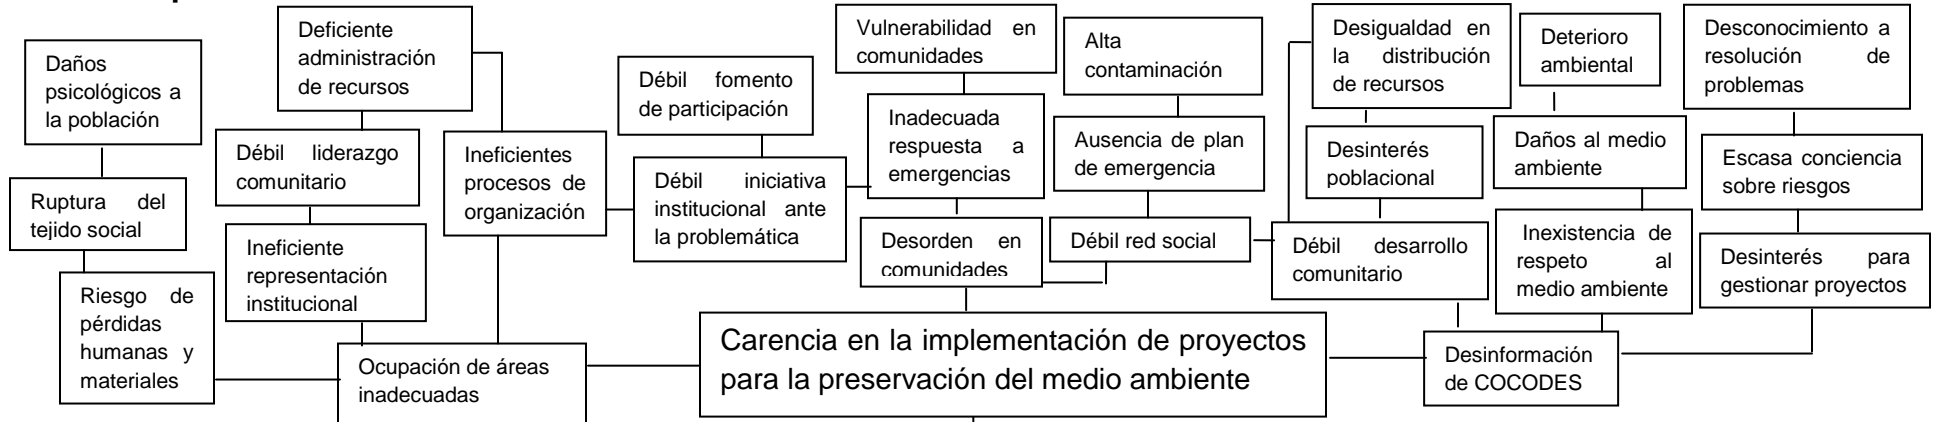 Daños
psicológicos a
la población
Ruptura del
tejido social
Riesgo de
pérdidas
humanas y
materiales
Deficiente
administración
de recursos
Débil liderazgo
comunitario
Ineficiente
representación
institucional
Ineficientes
procesos de
organización
Ocupación de áreas
inadecuadas
Débil fomento
de participación
Débil iniciativa
institucional ante
la problemática
Vulnerabilidad en
comunidades
Inadecuada
respuesta a
emergencias
Desorden en
comunidades
Alta
contaminación
Ausencia de plan
de emergencia
Débil red social
Carencia en la implementación de proyectos
para la preservación del medio ambiente
Desigualdad en
la distribución
de recursos
Desinterés
poblacional
Débil desarrollo
comunitario
Deterioro
ambiental
Daños al medio
ambiente
Inexistencia de
respeto al
medio ambiente
Desinformación
de COCODES
Desconocimiento a
resolución de
problemas
Escasa conciencia
sobre riesgos
Desinterés para
gestionar proyectos